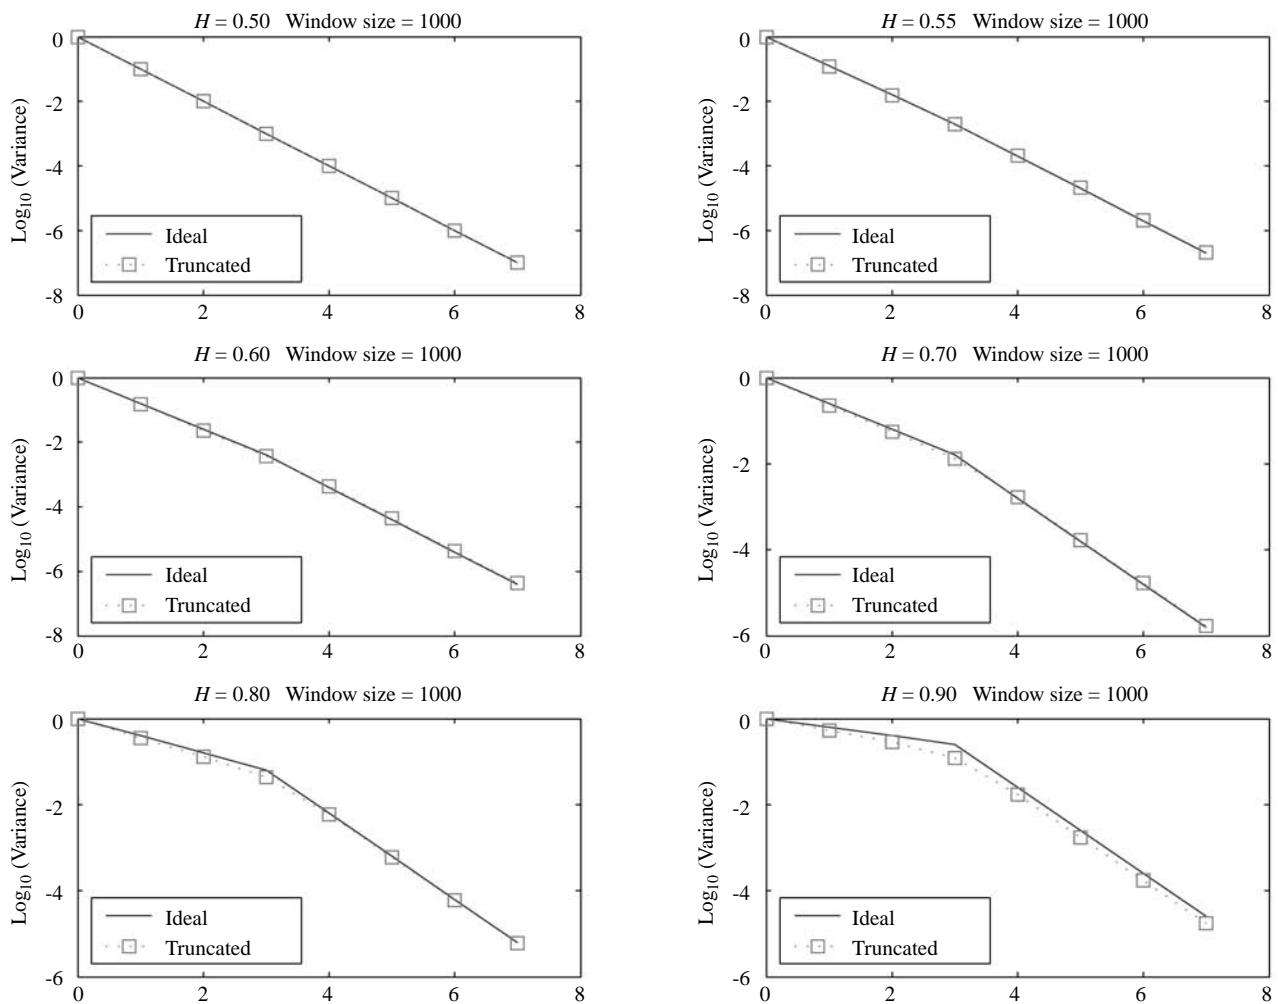 H = 0.50 Window size = 1000
0
-2
-4
-6
-8
Log10 (Variance)
Ideal
Truncated
0 2 4 6 8
H = 0.55 Window size = 1000
0
-2
-4
-6
-8
Log10 (Variance)
Ideal
Truncated
0 2 4 6 8
H = 0.60 Window size = 1000
0
-2
-4
-6
-8
Log10 (Variance)
Ideal
Truncated
0 2 4 6 8
H = 0.70 Window size = 1000
0
-2
-4
-6
Log10 (Variance)
Ideal
Truncated
0 2 4 6 8
H = 0.80 Window size = 1000
0
-2
-4
-6
Log10 (Variance)
Ideal
Truncated
0 2 4 6 8
H = 0.90 Window size = 1000
0
-2
-4
-6
Log10 (Variance)
Ideal
Truncated
0 2 4 6 8